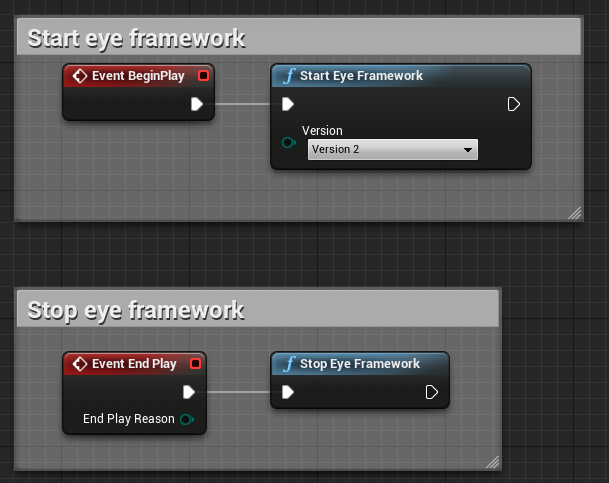 Start eye framework
Event BeginPlay
Start Eye Framework
Version
Version 2
Stop eye framework
Event End Play
Stop Eye Framework
End Play Reason